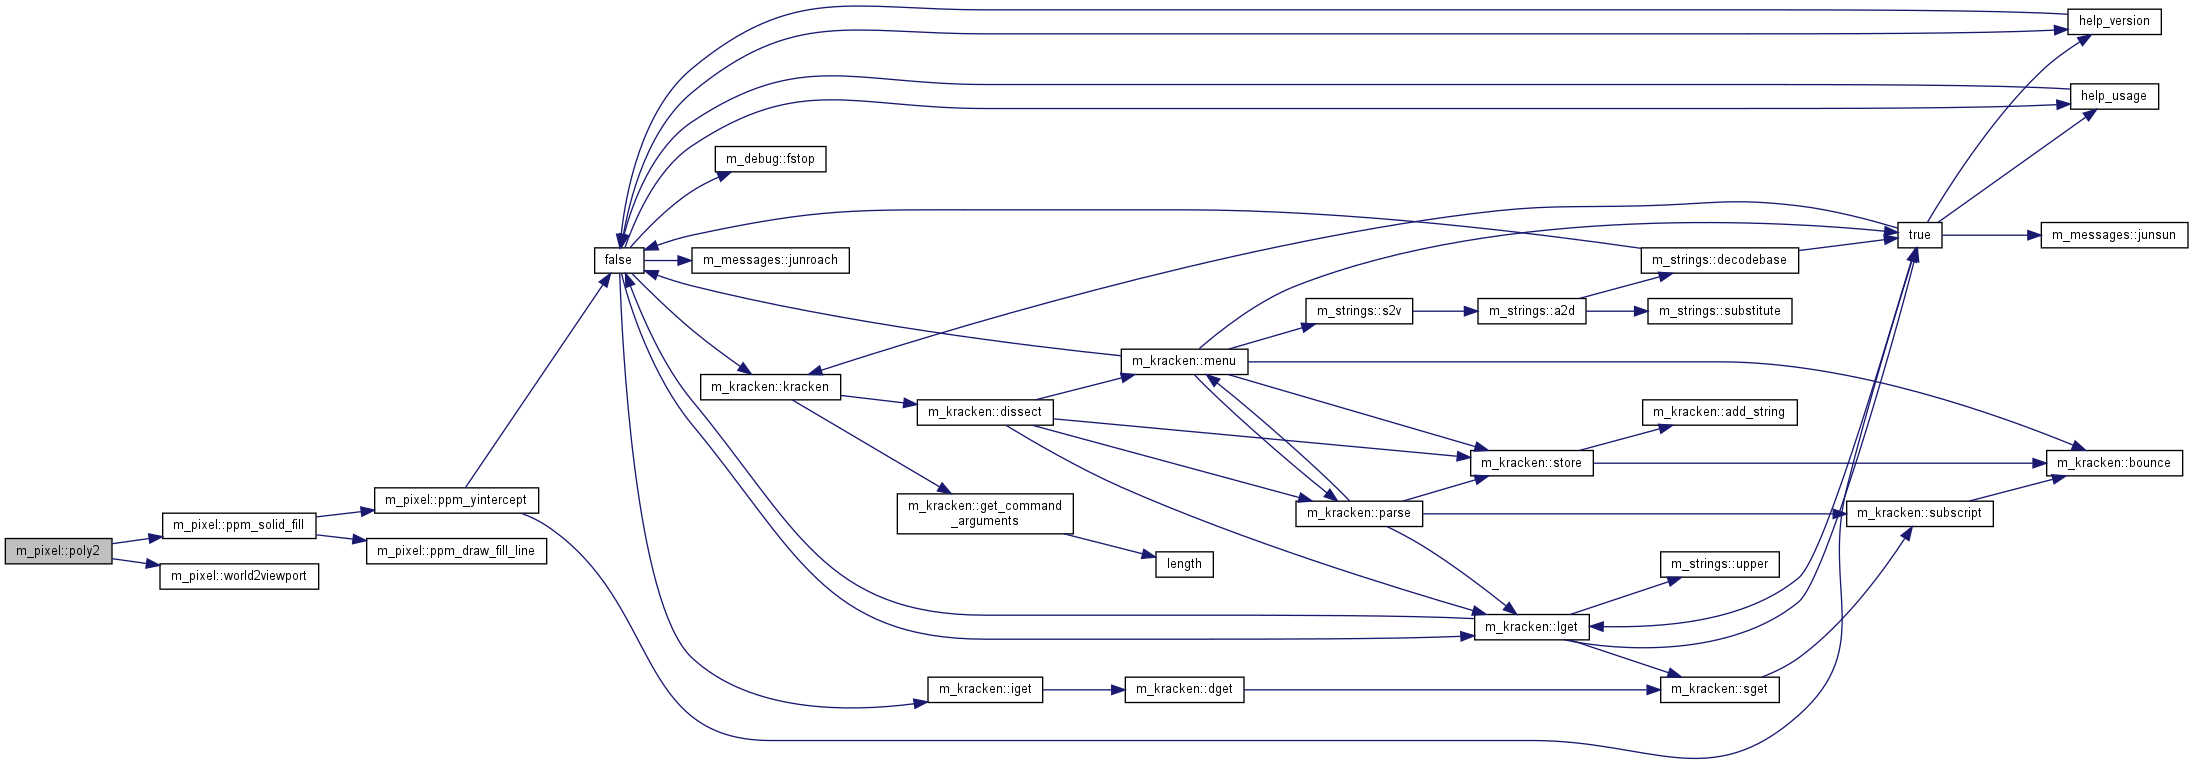 help_version
help_usage
m_debug::fstop
true
m_messages::junsun
false
m_messages::junroach
m_strings::decodebase
m_strings::s2v
m_strings::a2d
m_strings::substitute
m_kracken::menu
m_kracken::kracken
m_kracken::dissect
m_kracken::add_string
m_kracken::store
m_kracken::bounce
m_pixel::ppm_yintercept
m_kracken::get_command
_arguments
m_kracken::parse
m_kracken::subscript
m_pixel::ppm_solid_fill
m_pixel::poly2
m_pixel::ppm_draw_fill_line
length
m_strings::upper
m_pixel::world2viewport
m_kracken::lget
m_kracken::iget
m_kracken::dget
m_kracken::sget